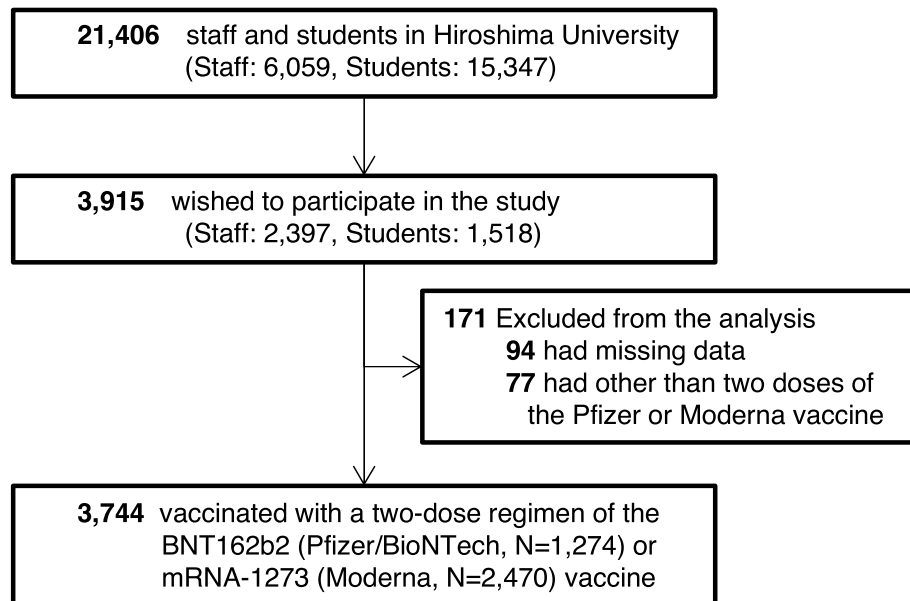 21,406 staff and students in Hiroshima University
(Staff: 6,059, Students: 15,347)
3,915 wished to participate in the study
(Staff: 2,397, Students: 1,518)
171 Excluded from the analysis
94 had missing data
77 had other than two doses of
the Pfizer or Moderna vaccine
3,744 vaccinated with a two-dose regimen of the
BNT162b2 (Pfizer/BioNTech, N=1,274) or
mRNA-1273 (Moderna, N=2,470) vaccine